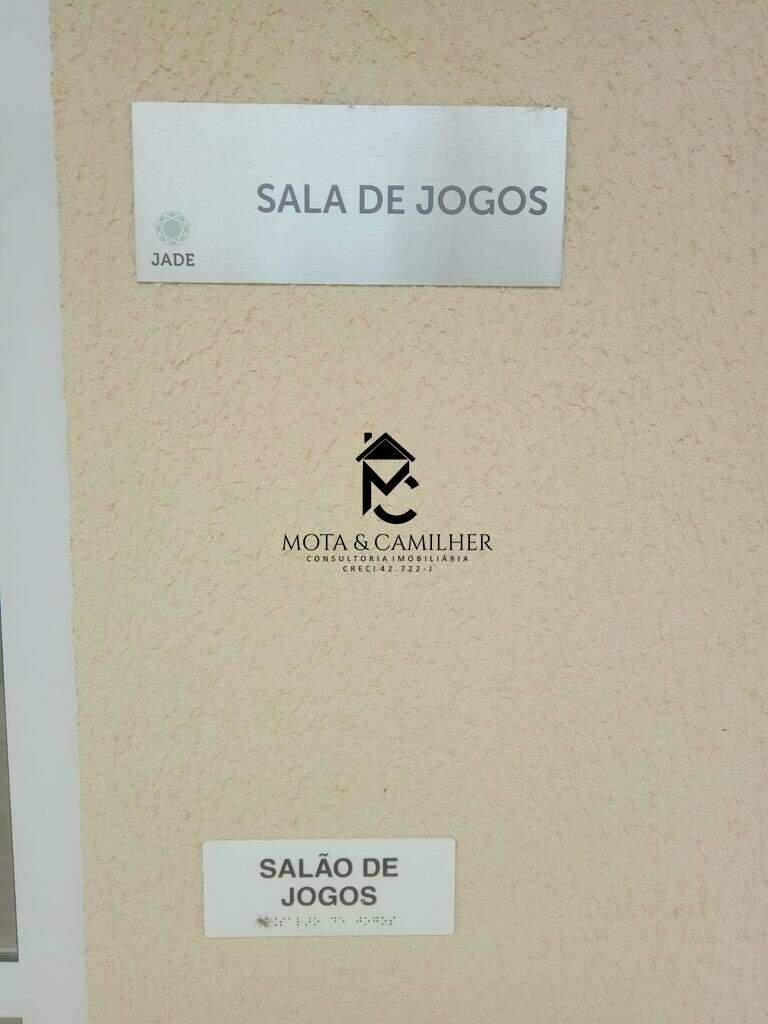 SALA DE JOGOS
JADE
MOTA & CAMILHER
CONSULTORIA IMOBILIÁRIA
CRECI 42.722-J
SALÃO DE
JOGOS